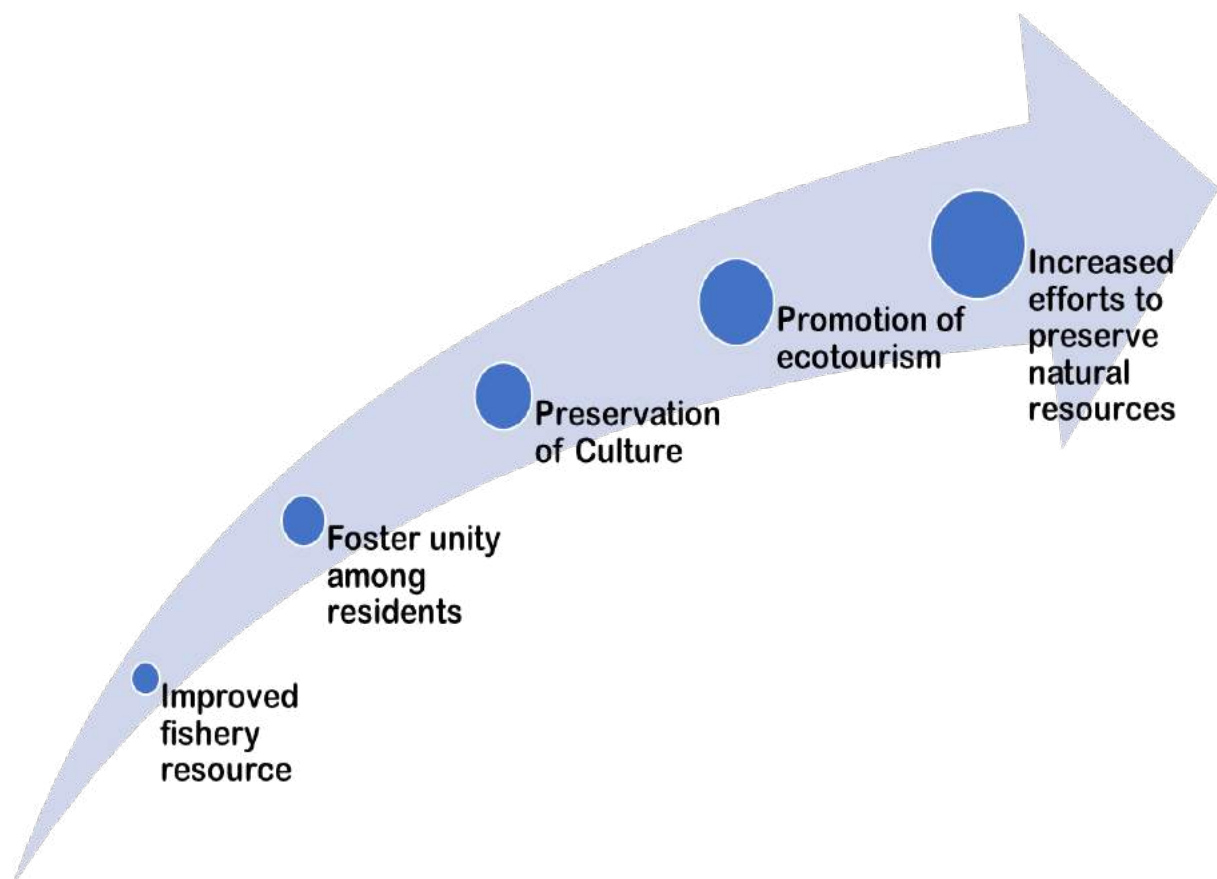 Increased
efforts to
preserve
natural
resources
Promotion of
ecotourism
Preservation
of Culture
Foster unity
among
residents
Improved
fishery
resource